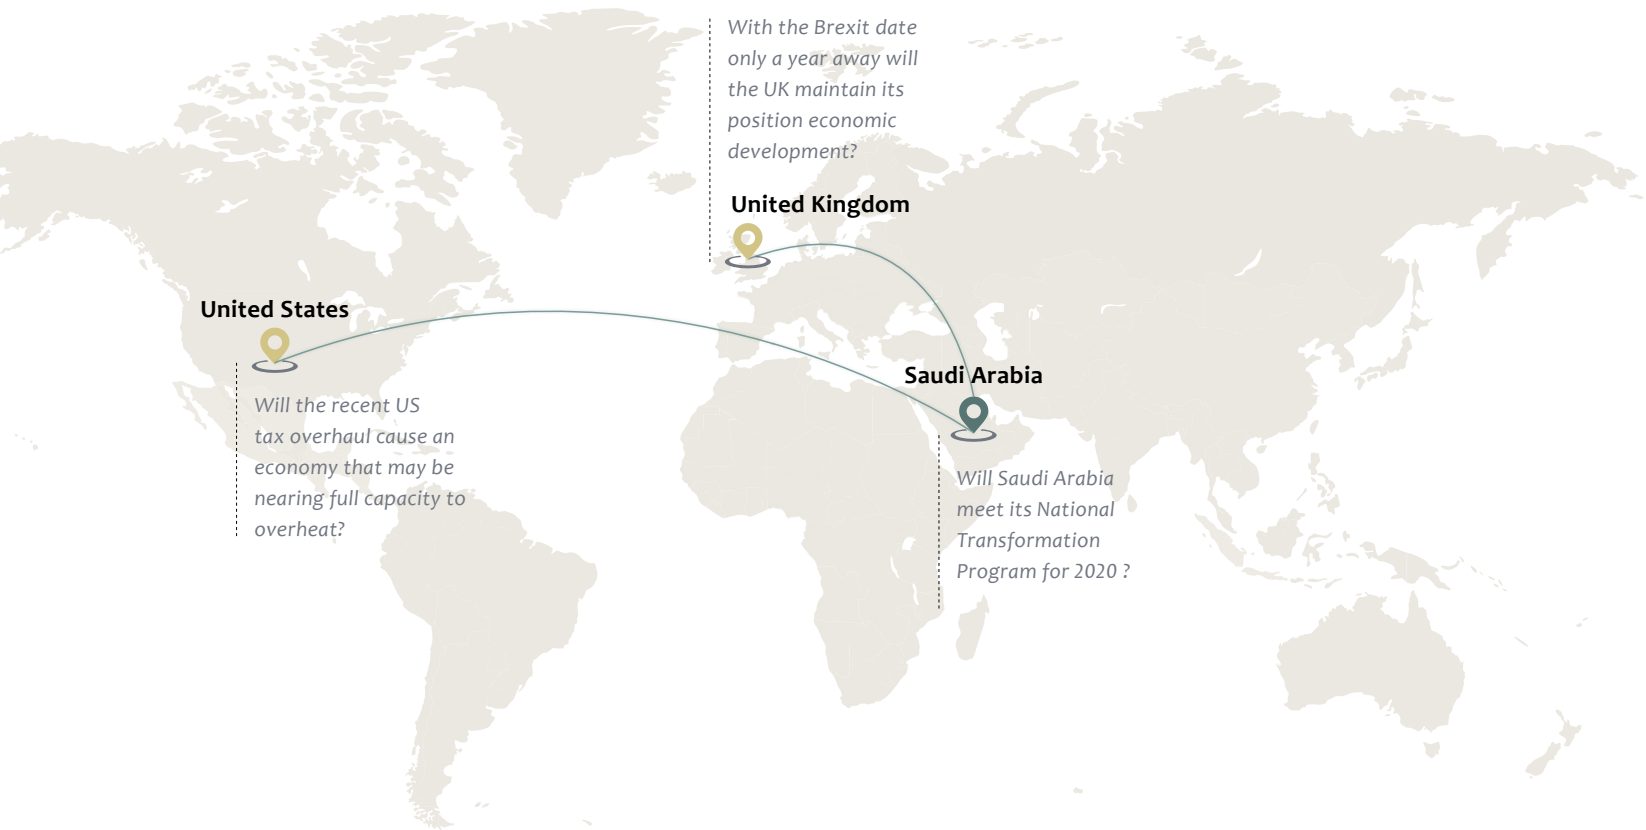 With the Brexit date
only a year away will
the UK maintain its
position economic
development?
United Kingdom
United States
Will the recent US
tax overhaul cause an
economy that may be
nearing full capacity to
overheat?
Saudi Arabia
Will Saudi Arabia
meet its National
Transformation
Program for 2020 ?